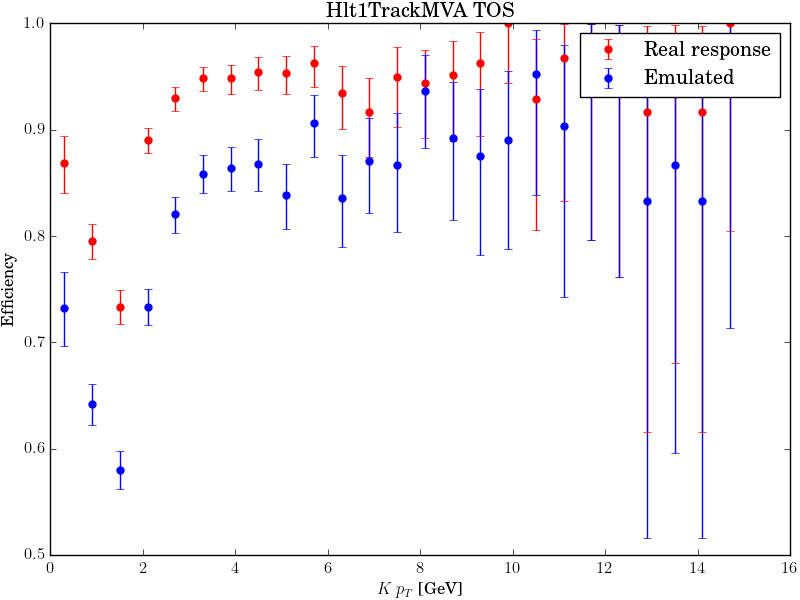 Hlt1TrackMVA TOS
Real response
Emulated
Efficiency
1.0
0.9
0.8
0.7
0.6
0.5
0 2 4 6 8 10 12 14 16
K p_T [GeV]